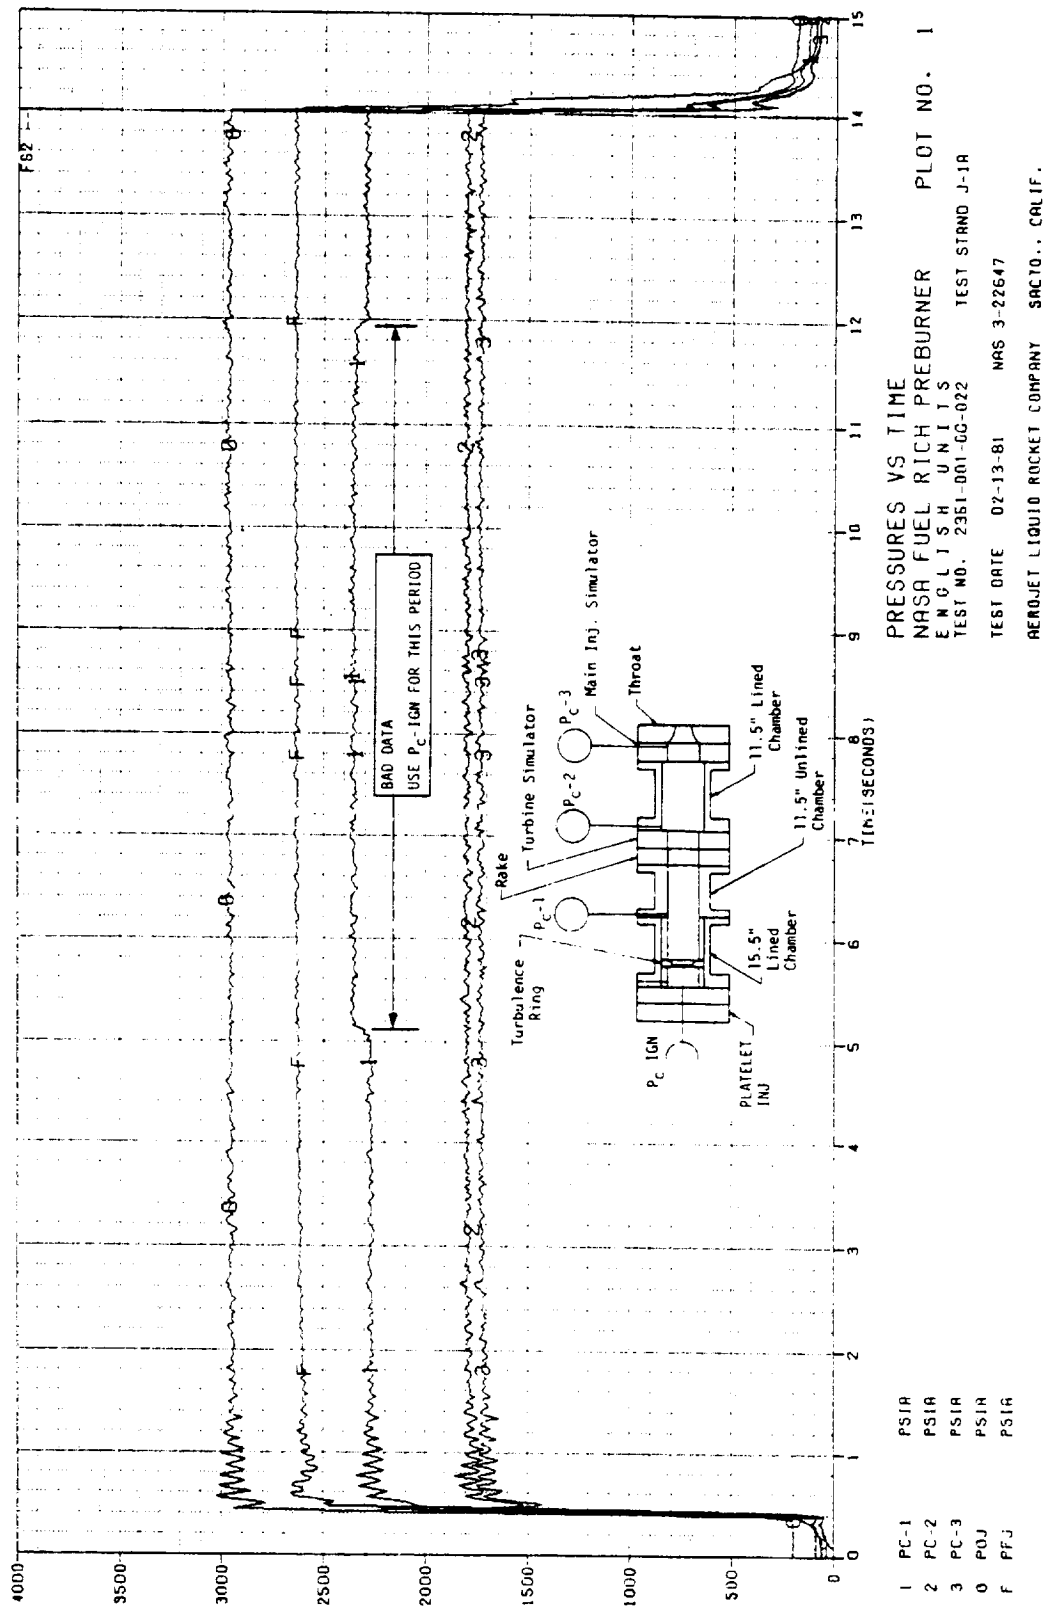 PRESSURES VS TIME
NASA FUEL RICH PREBURNER PLOT NO. 1
ENGLISH UNITS
TEST NO. 2351-D01-0G-022 TEST STAND J-1A
TEST DATE 02-13-81 NAS 3-22647
AEROJET LIQUID ROCKET COMPANY SACTO., CALIF.
1 PC-1 PSIA
2 PC-2 PSIA
3 PC-3 PSIA
O POJ PSIA
F PFJ PSIA
FS2
4000
3500
3000
2500
2000
1500
1000
500
0 1 2 3 4 5 6 7 8 9 10 11 12 13 14 15
TIME(SECONDS)
BAD DATA
USE PC-IGN FOR THIS PERIOD
Turbulence Ring
PC-1
Rake
Turbine Simulator
PC-2
PC-3
Main Inj. Simulator
Throat
11.5" Lined Chamber
11.5" Unlined Chamber
15.5" Lined Chamber
PC IGN
PLATELET INJ